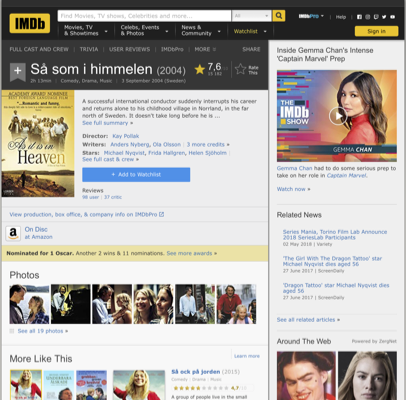 IMDb
Find Movies, TV shows, Celebrities and more...
All
IMDbPro
Help
Movies, TV
& Showtimes
Celebs, Events
& Photos
News &
Community
Watchlist
Sign in
FULL CAST AND CREW | TRIVIA | USER REVIEWS | IMDbPro | MORE
SHARE
Så som i himmelen (2004)
7,6
Rate
This
2h 13min | Comedy, Drama, Music | 3 September 2004 (Sweden)
ACADEMY AWARD NOMINEE
As it is in
Heaven
A successful international conductor suddenly interrupts his career
and returns alone to his childhood village in Norrland, in the far
north of Sweden. It doesn't take long before he ...
See full summary »
Director: Kay Pollak
Writers: Anders Nyberg, Ola Olsson | 3 more credits »
Stars: Michael Nyqvist, Frida Hallgren, Helen Sjöholm |
See full cast & crew »
+ Add to Watchlist
Reviews
98 user | 37 critic
View production, box office, & company info on IMDbPro
a
On Disc
at Amazon
Nominated for 1 Oscar. Another 2 wins & 11 nominations. See more awards »
Photos
See all 19 photos »
More Like This
Learn more
Så ock på jorden (2015)
Comedy | Drama | Music
4,7
A group of people live in the small
Inside Gemma Chan's Intense
'Captain Marvel' Prep
THE
IMDb
SHOW
GEMMA CHAN
Gemma Chan had to do some serious prep to
take on her role in Captain Marvel.
Watch now »
Related News
Series Mania, Torino Film Lab Announce
2018 SeriesLab Participants
02 May 2018 | Variety
'The Girl With The Dragon Tattoo' star
Michael Nyqvist dies aged 56
27 June 2017 | ScreenDaily
'Dragon Tattoo' star Michael Nyqvist dies
aged 56
27 June 2017 | ScreenDaily
See all related articles »
Around The Web
Powered by ZergNet